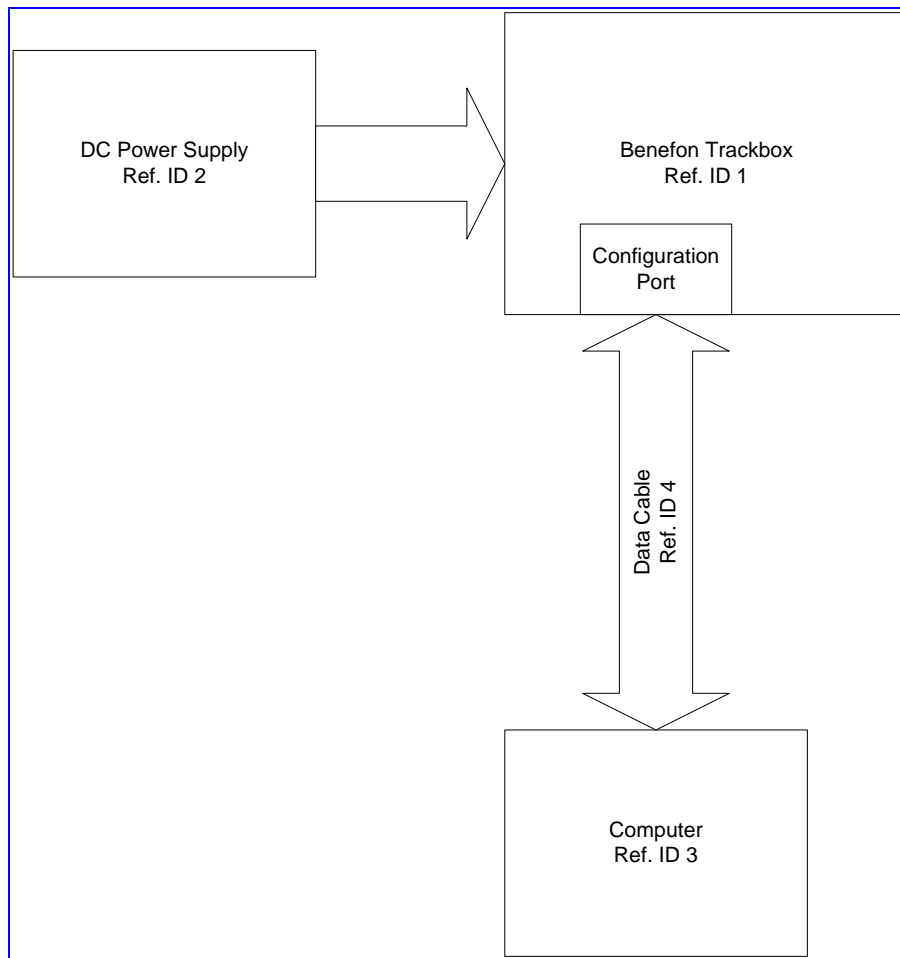 DC Power Supply
Ref. ID 2
Benefon Trackbox
Ref. ID 1
Configuration
Port
Data Cable
Ref. ID 4
Computer
Ref. ID 3